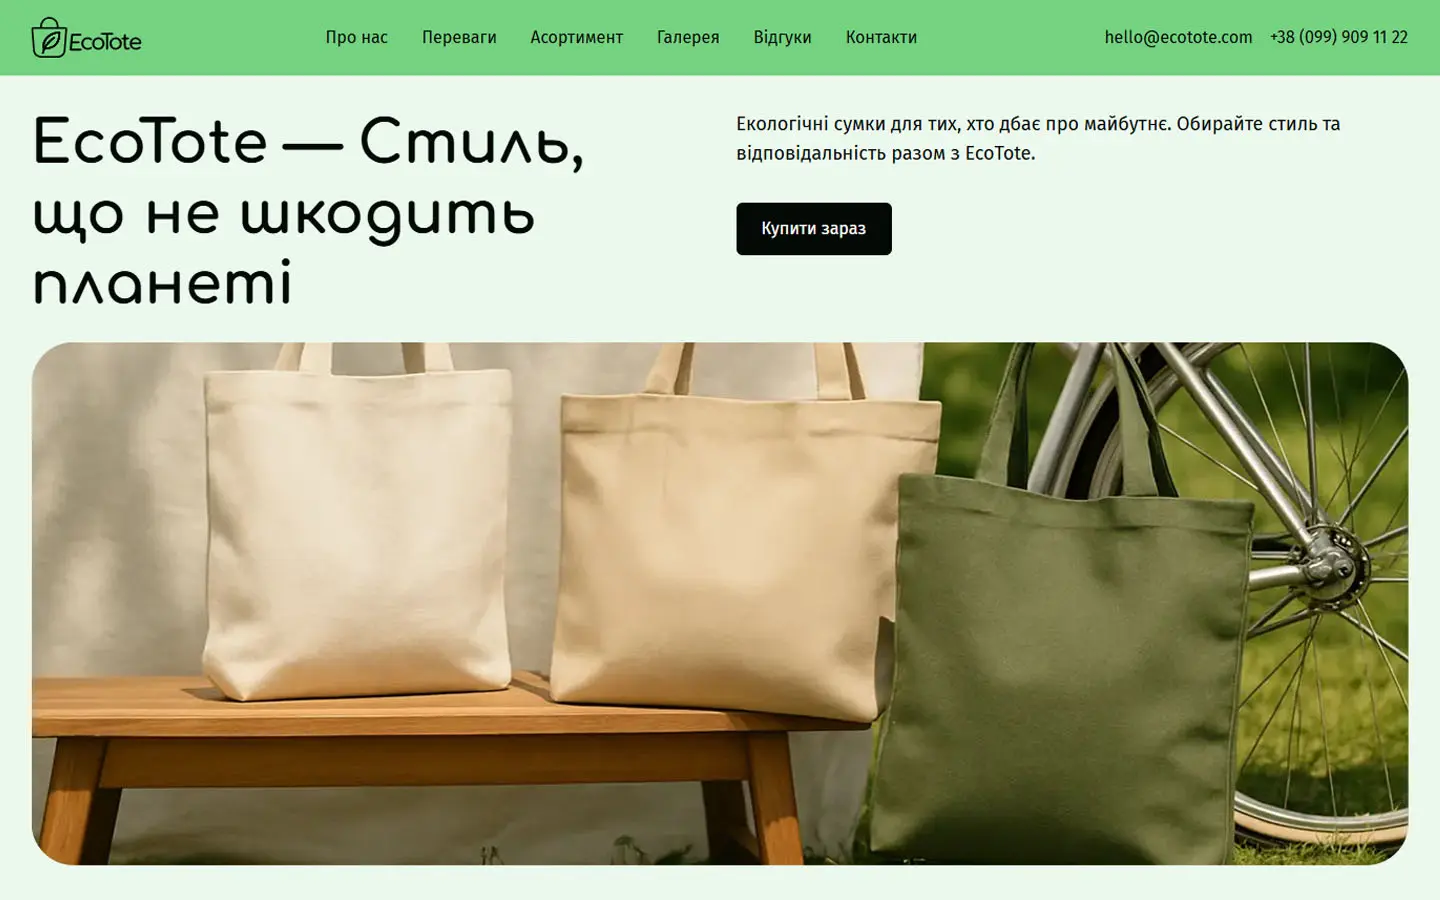 EcoTote
Про нас
Переваги
Асортимент
Галерея
Відгуки
Контакти
hello@ecotote.com
+38 (099) 909 11 22
EcoTote — Стиль,
що не шкодить
планеті
Екологічні сумки для тих, хто дбає про майбутнє. Обирайте стиль та
відповідальність разом з EcoTote.
Купити зараз